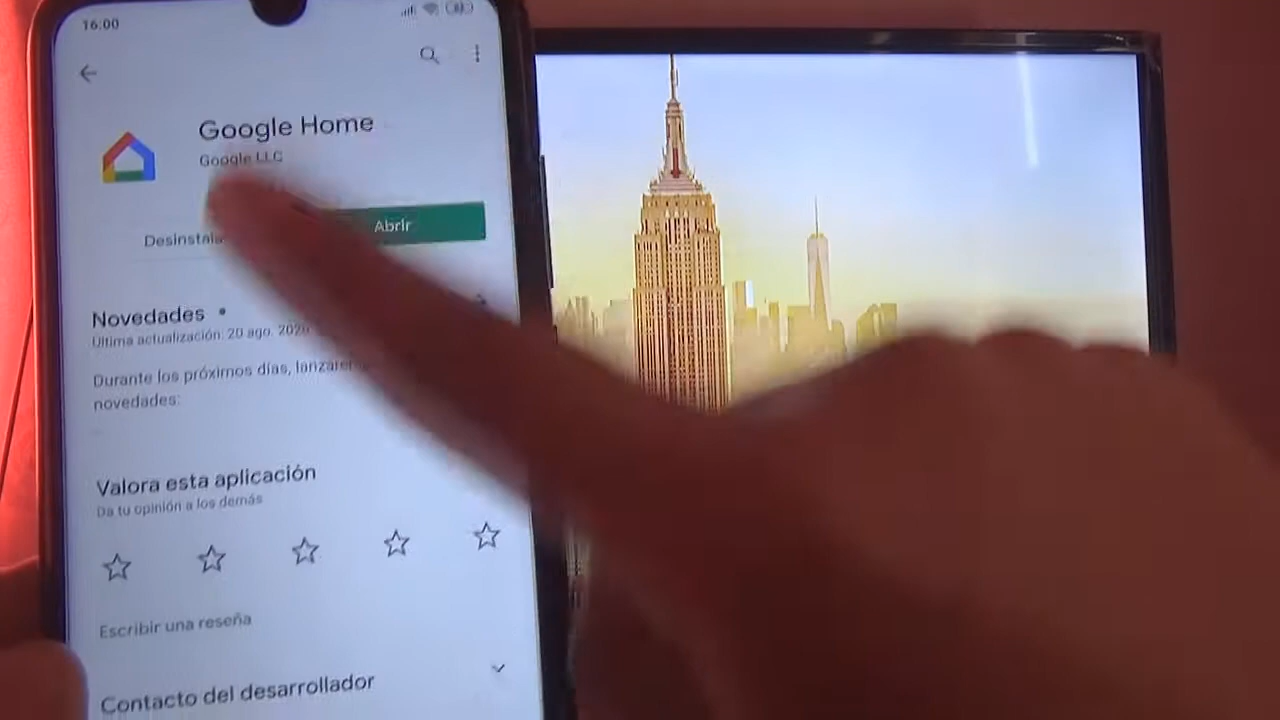 16:00
Google Home
Google LLC
Abrir
Novedades •
Última actualización: 20 ago.
Durante los próximos días,
novedades:
Valora esta aplicación
Da tu opinión a los demás
Escribir una reseña
Contacto del desarrollador